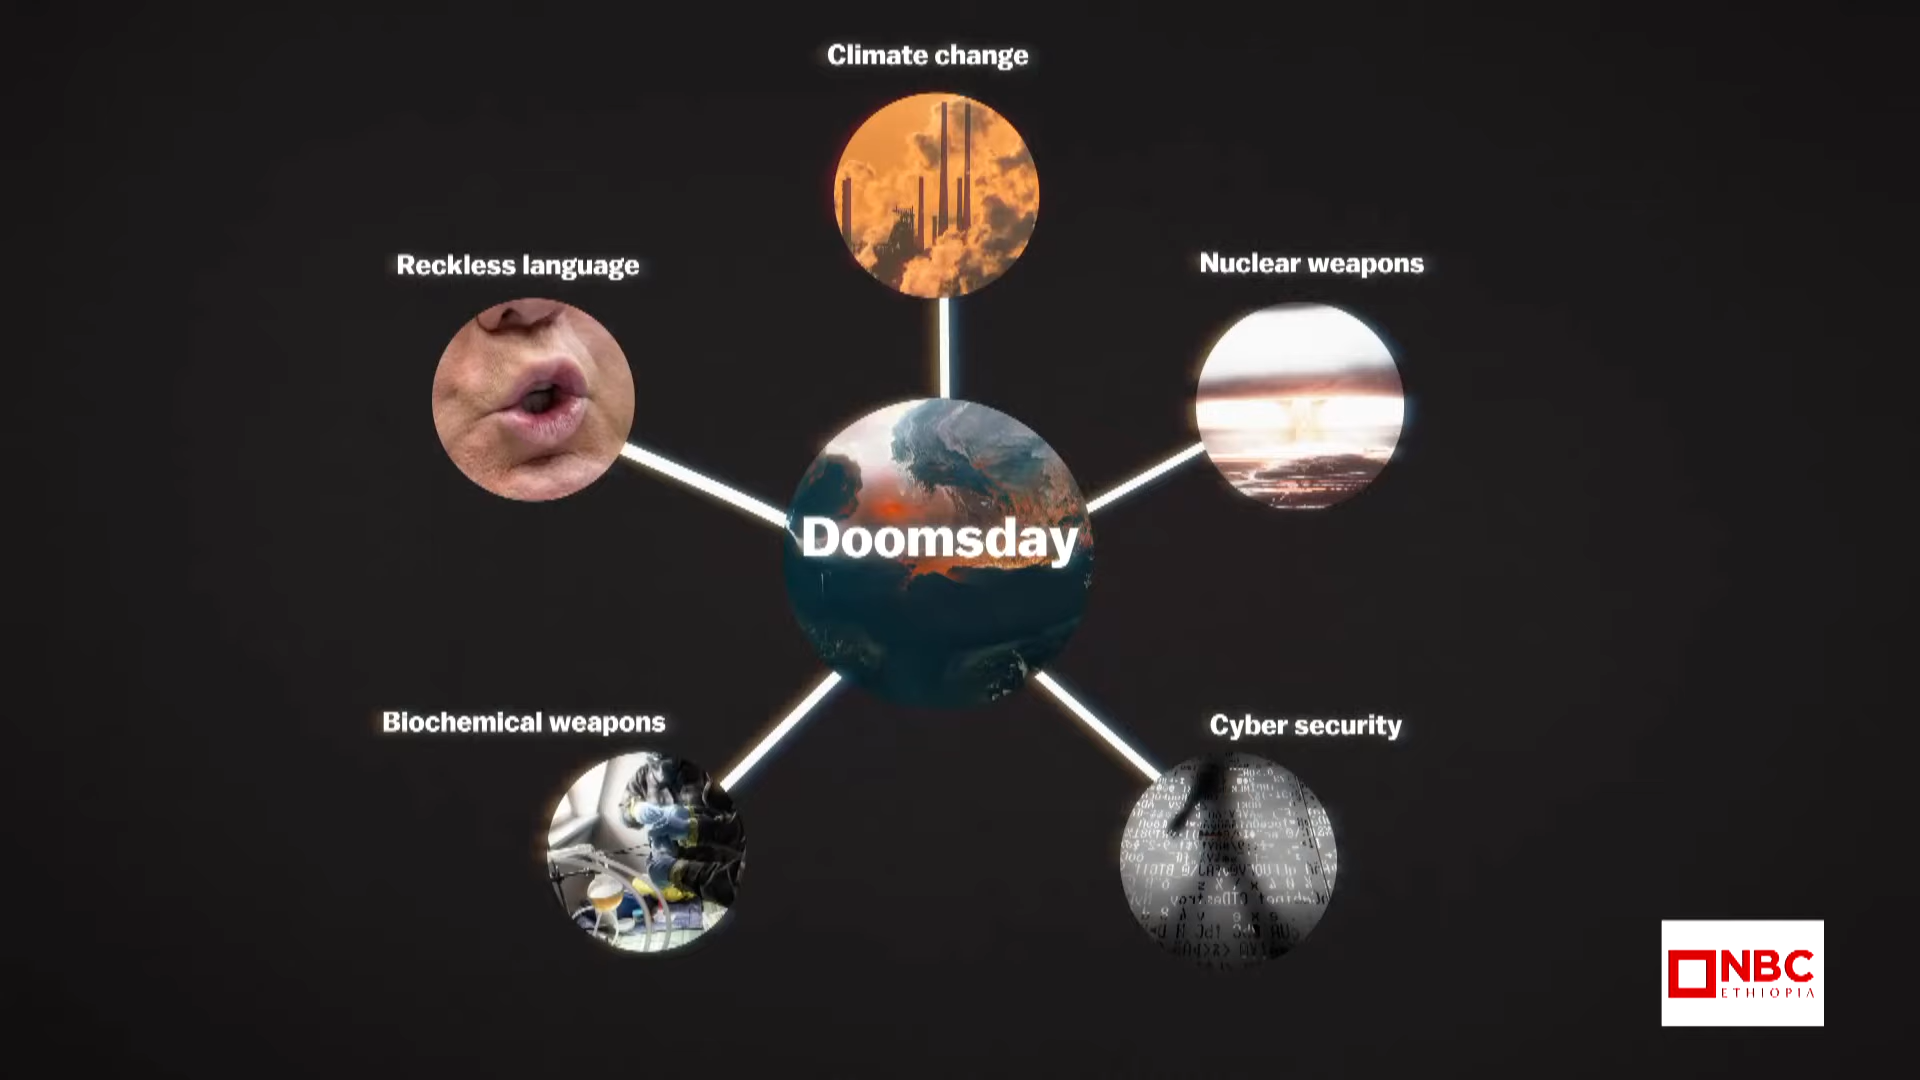 Climate change
Reckless language
Nuclear weapons
Doomsday
Biochemical weapons
Cyber security
NBC
ETHIOPIA